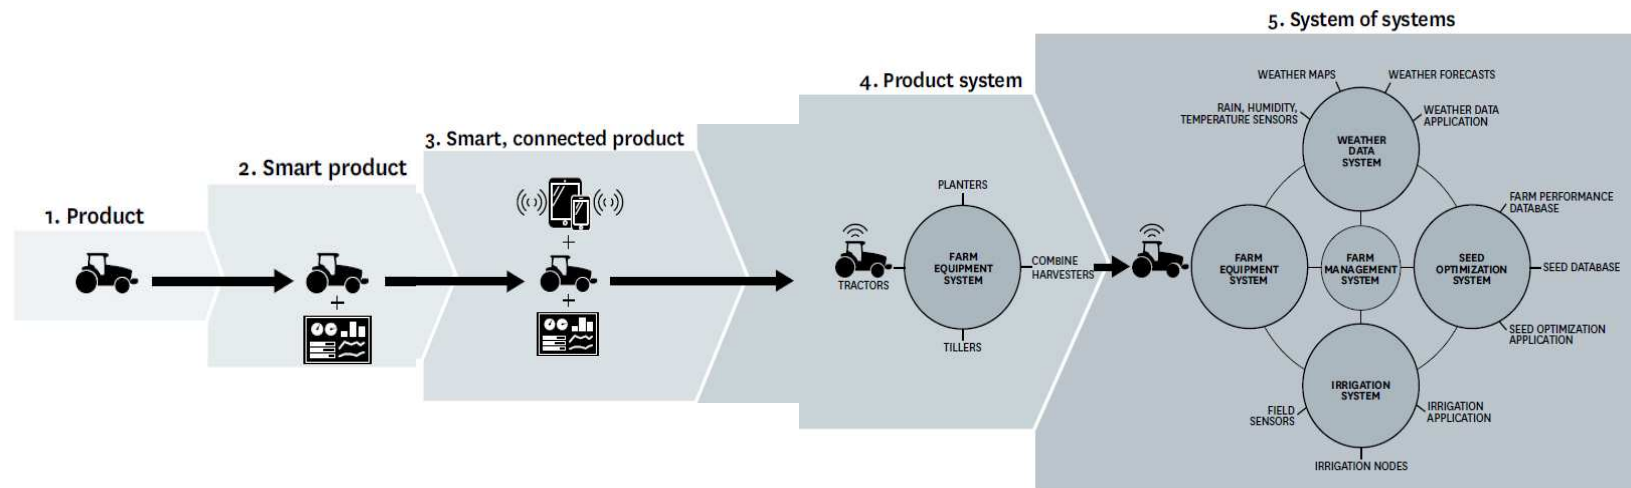 1. Product
2. Smart product
3. Smart, connected product
4. Product system
PLANTERS
TRACTORS
FARM
EQUIPMENT
SYSTEM
COMBINE
HARVESTERS
TILLERS
5. System of systems
WEATHER MAPS
WEATHER FORECASTS
RAIN, HUMIDITY,
TEMPERATURE SENSORS
WEATHER DATA
APPLICATION
WEATHER
DATA
SYSTEM
FARM
EQUIPMENT
SYSTEM
FARM
MANAGEMENT
SYSTEM
SEED
OPTIMIZATION
SYSTEM
FARM PERFORMANCE
DATABASE
SEED DATABASE
SEED OPTIMIZATION
APPLICATION
IRRIGATION
SYSTEM
FIELD
SENSORS
IRRIGATION
APPLICATION
IRRIGATION NODES